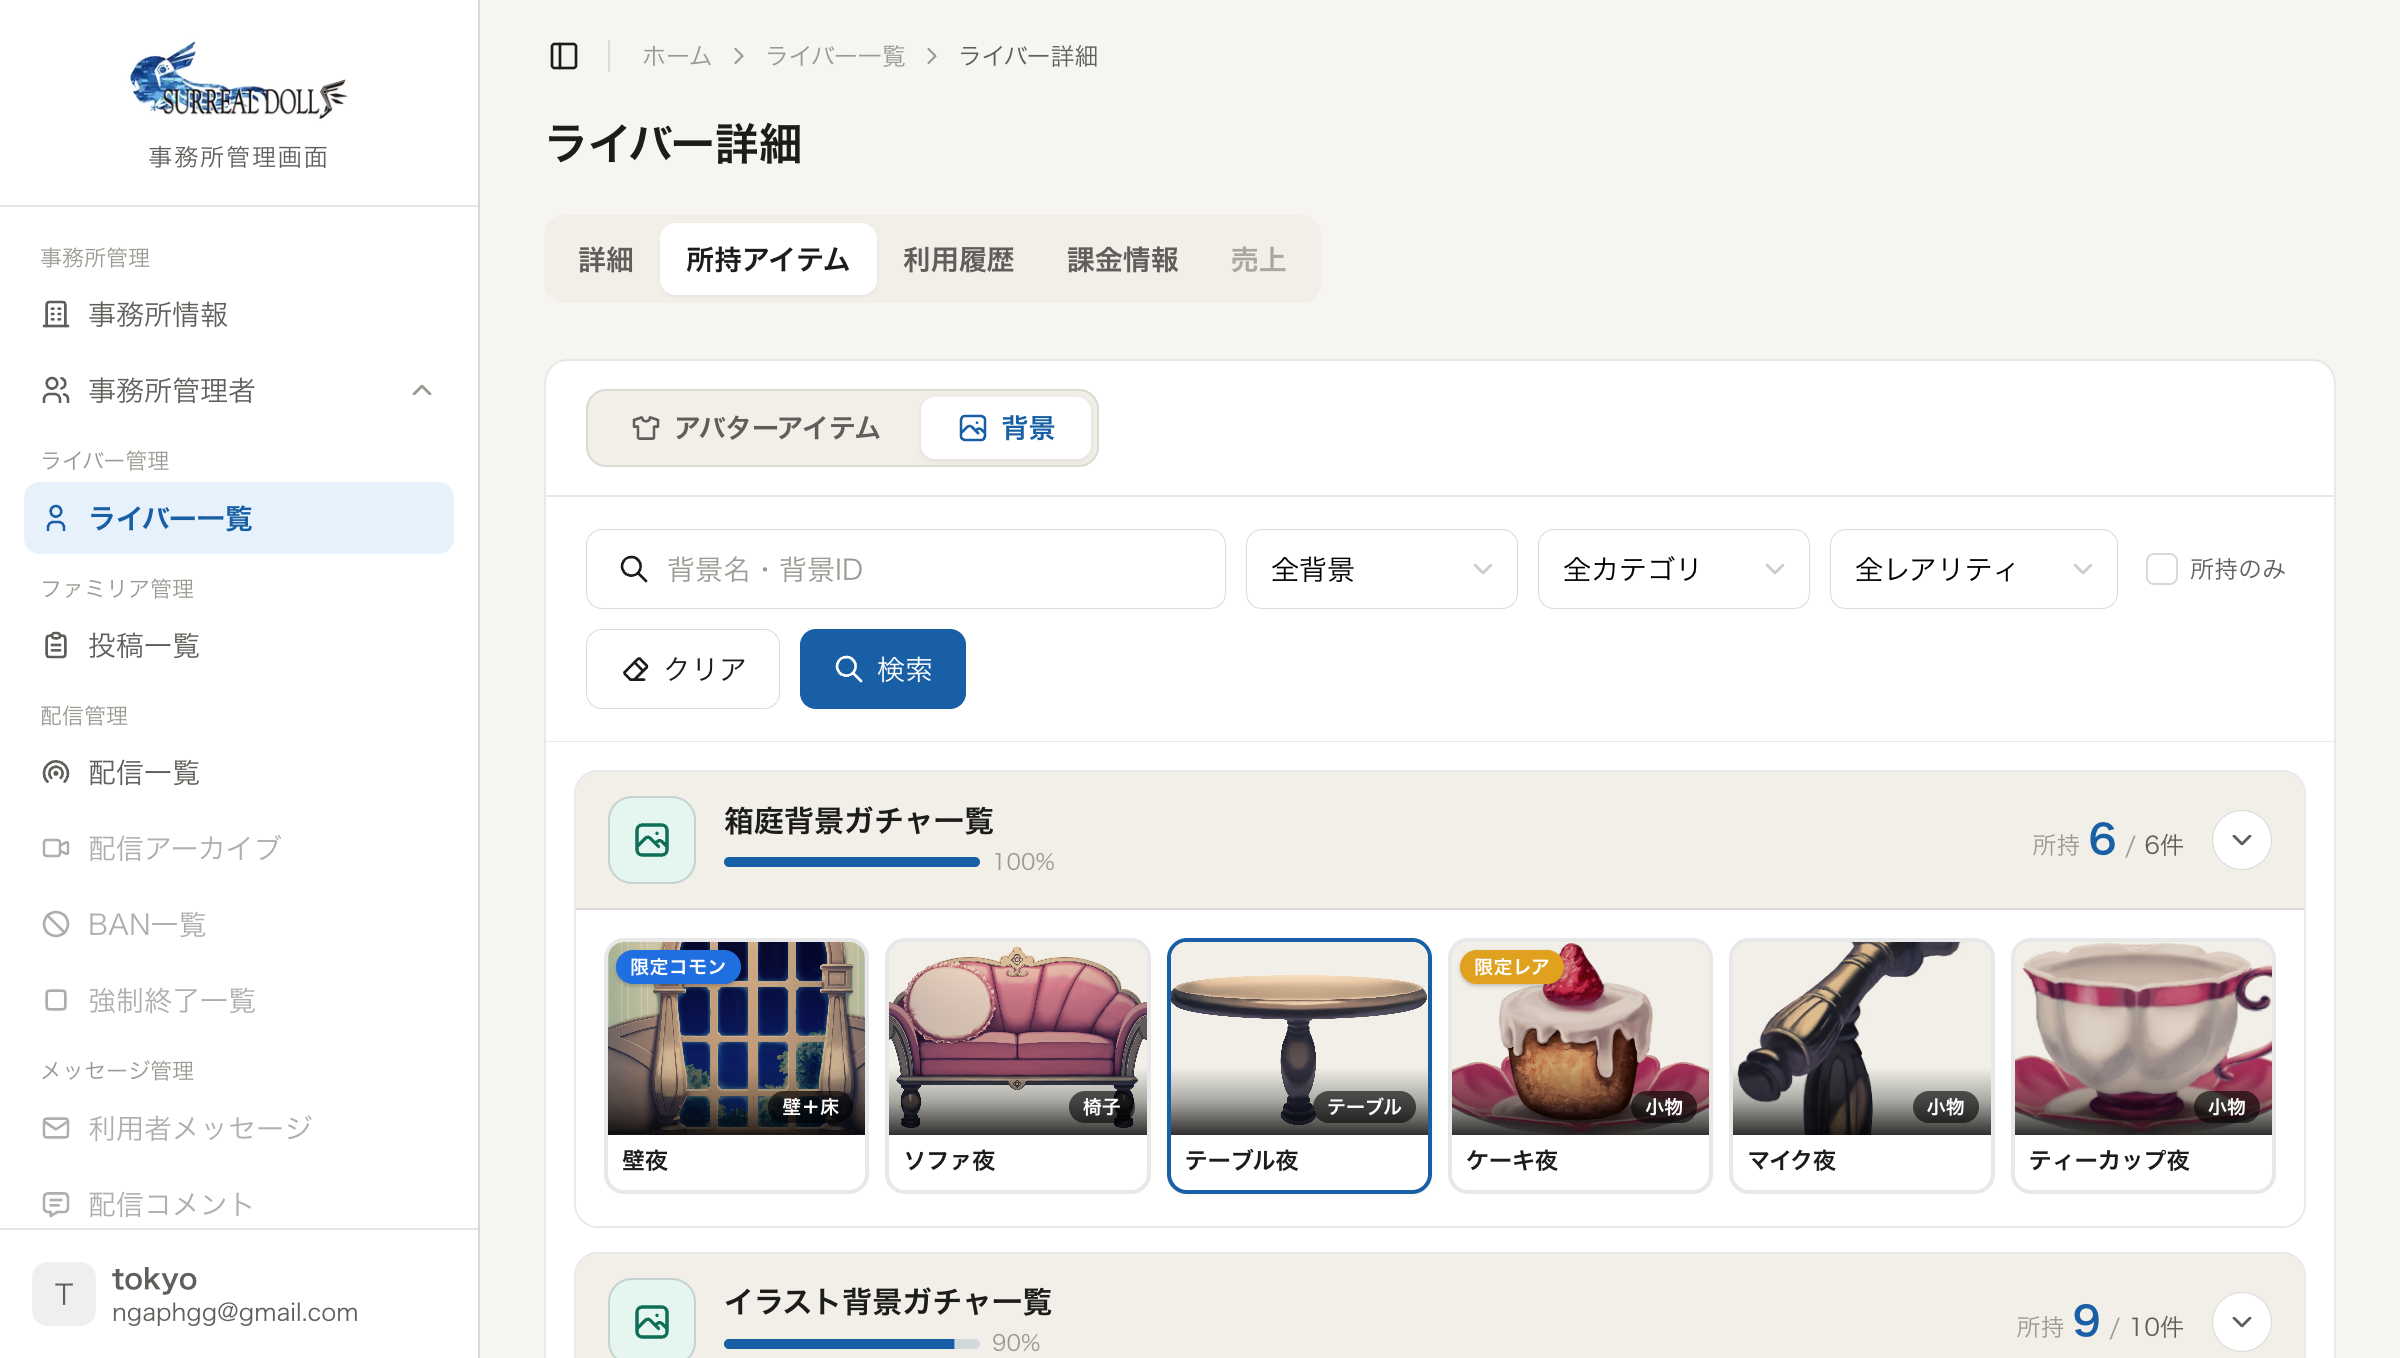 SURREAL DOLL
事務所管理画面
事務所管理
事務所情報
事務所管理者
ライバー管理
ライバー一覧
ファミリア管理
投稿一覧
配信管理
配信一覧
配信アーカイブ
BAN一覧
強制終了一覧
メッセージ管理
利用者メッセージ
配信コメント
T
tokyo
ngaphgg@gmail.com
ホーム > ライバー一覧 > ライバー詳細
ライバー詳細
詳細 所持アイテム 利用履歴 課金情報 売上
アバターアイテム 背景
背景名・背景ID 全背景 全カテゴリ 全レアリティ 所持のみ
クリア 検索
箱庭背景ガチャ一覧
100%
所持 6 / 6件
限定コモン
壁+床
壁夜
椅子
ソファ夜
テーブル
テーブル夜
限定レア
小物
ケーキ夜
小物
マイク夜
小物
ティーカップ夜
イラスト背景ガチャ一覧
90%
所持 9 / 10件